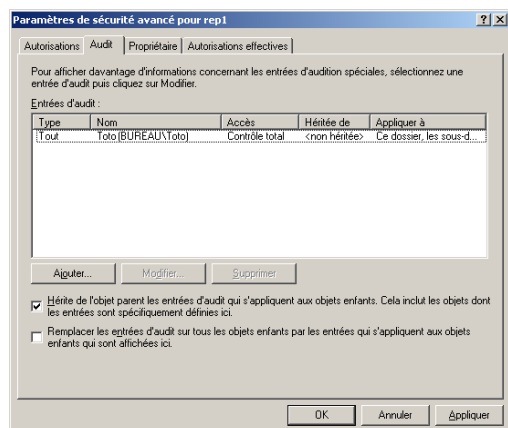 Paramètres de sécurité avancé pour rep1
Autorisations Audit Propriétaire Autorisations effectives
Pour afficher davantage d'informations concernant les entrées d'audition spéciales, sélectionnez une
entrée d'audit puis cliquez sur Modifier.
Entrées d'audit :
Type Nom Accès Héritée de Appliquer à
Tout Toto (BUREAU\Toto) Contrôle total <non héritée> Ce dossier, les sous-d...
Ajouter... Modifier... Supprimer
Hérite de l'objet parent les entrées d'audit qui s'appliquent aux objets enfants. Cela inclut les objets dont
les entrées sont spécifiquement définies ici.
Remplacer les entrées d'audit sur tous les objets enfants par les entrées qui s'appliquent aux objets
enfants qui sont affichées ici.
OK Annuler Appliquer